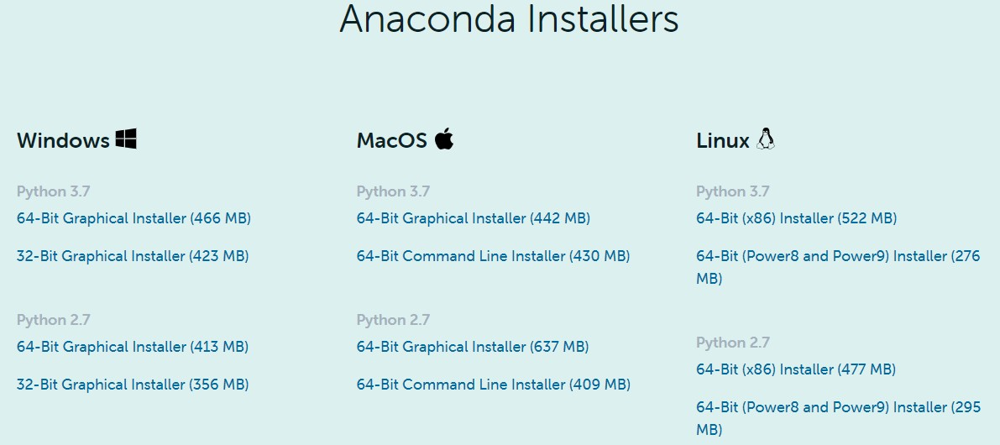 Anaconda Installers
Windows
Python 3.7
64-Bit Graphical Installer (466 MB)
32-Bit Graphical Installer (423 MB)
Python 2.7
64-Bit Graphical Installer (413 MB)
32-Bit Graphical Installer (356 MB)
MacOS
Python 3.7
64-Bit Graphical Installer (442 MB)
64-Bit Command Line Installer (430 MB)
Python 2.7
64-Bit Graphical Installer (637 MB)
64-Bit Command Line Installer (409 MB)
Linux
Python 3.7
64-Bit (x86) Installer (522 MB)
64-Bit (Power8 and Power9) Installer (276
MB)
Python 2.7
64-Bit (x86) Installer (477 MB)
64-Bit (Power8 and Power9) Installer (295
MB)